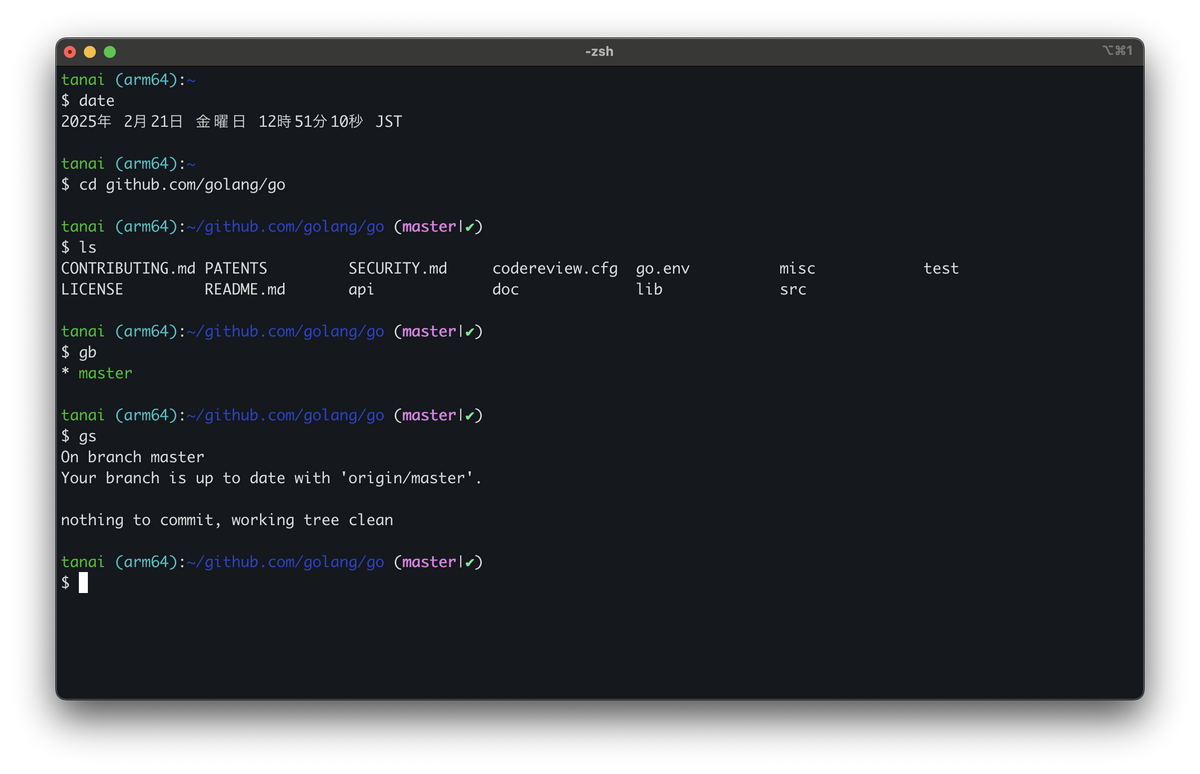 -zsh
⌥⌘1
tanai (arm64):~
$ date
2025年 2月21日 金曜日 12時51分10秒 JST
tanai (arm64):~
$ cd github.com/golang/go
tanai (arm64):~/github.com/golang/go (master|✔)
$ ls
CONTRIBUTING.md PATENTS SECURITY.md codereview.cfg go.env misc test
LICENSE README.md api doc lib src
tanai (arm64):~/github.com/golang/go (master|✔)
$ gb
* master
tanai (arm64):~/github.com/golang/go (master|✔)
$ gs
On branch master
Your branch is up to date with 'origin/master'.
nothing to commit, working tree clean
tanai (arm64):~/github.com/golang/go (master|✔)
$